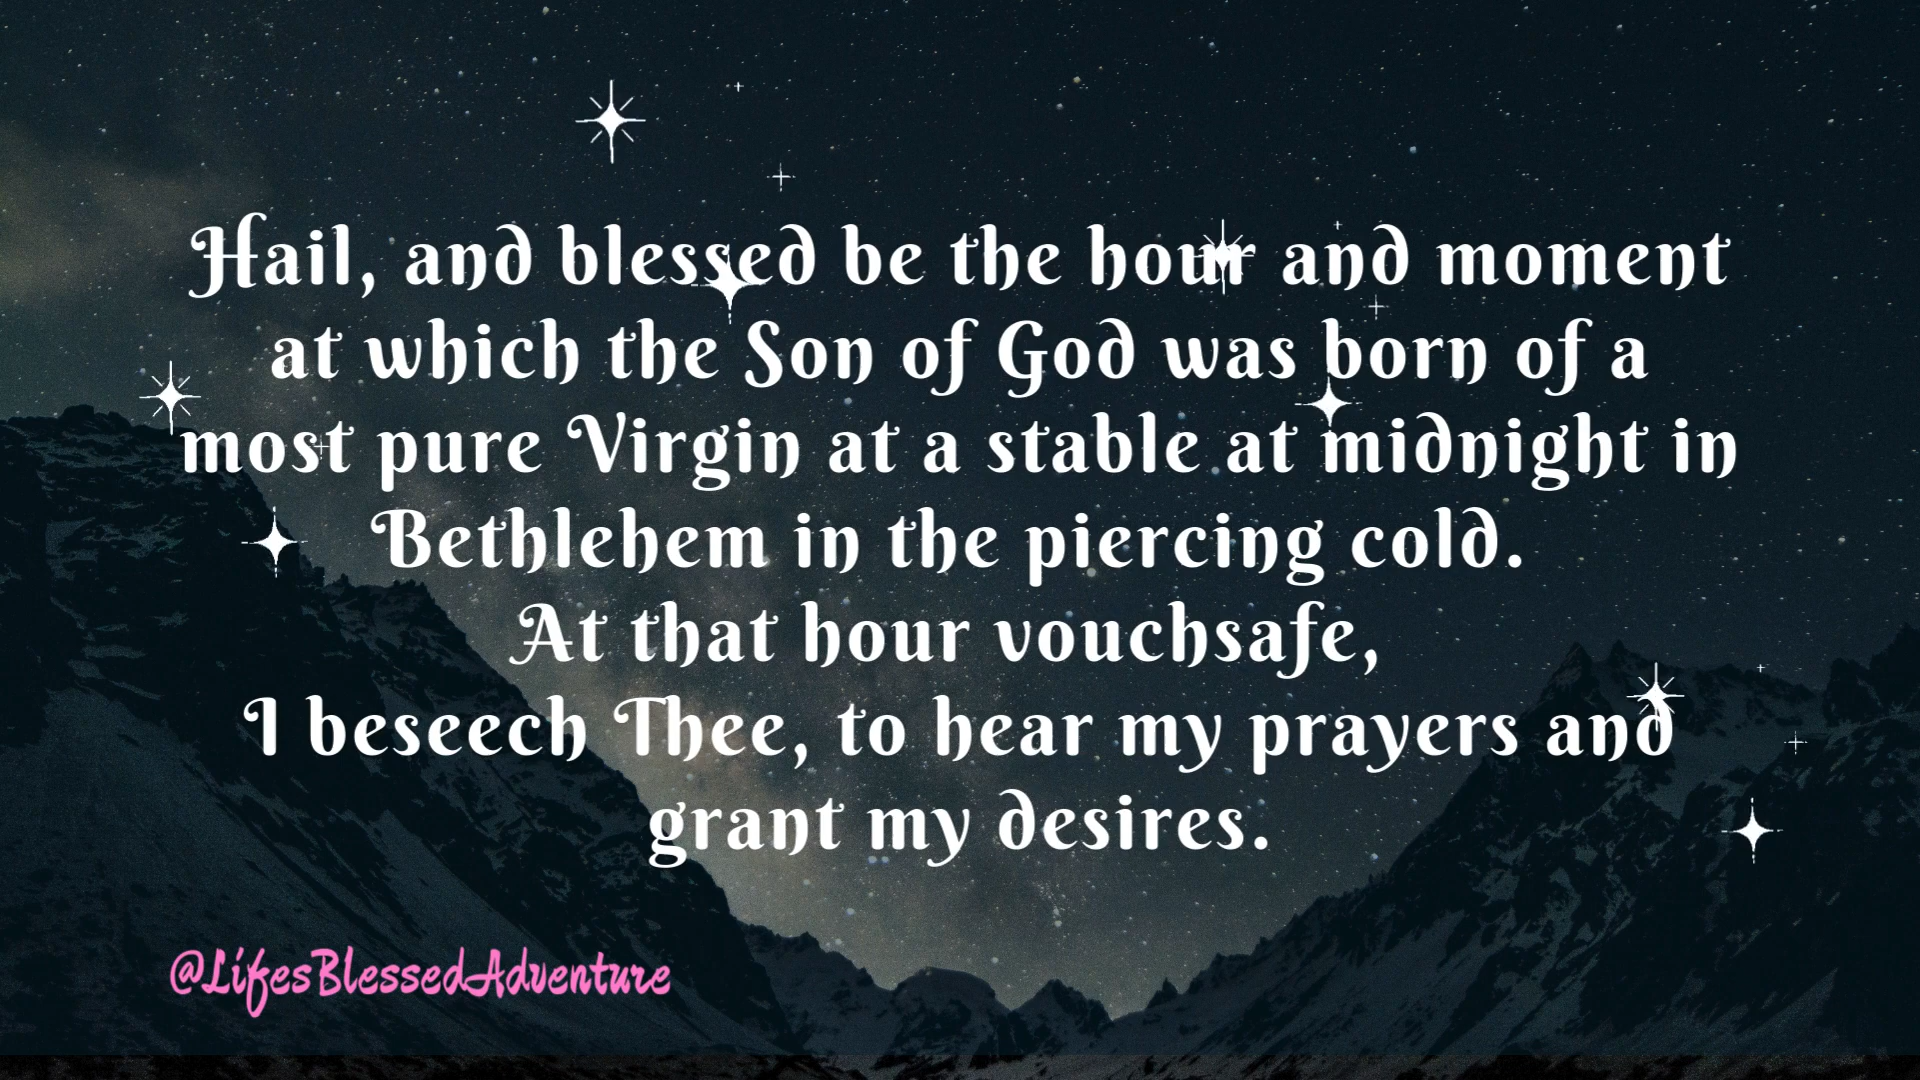 Hail, and blessed be the hour and moment
at which the Son of God was born of a
most pure Virgin at a stable at midnight in
Bethlehem in the piercing cold.
At that hour vouchsafe,
I beseech Thee, to hear my prayers and
grant my desires.
@LifesBlessedAdventure